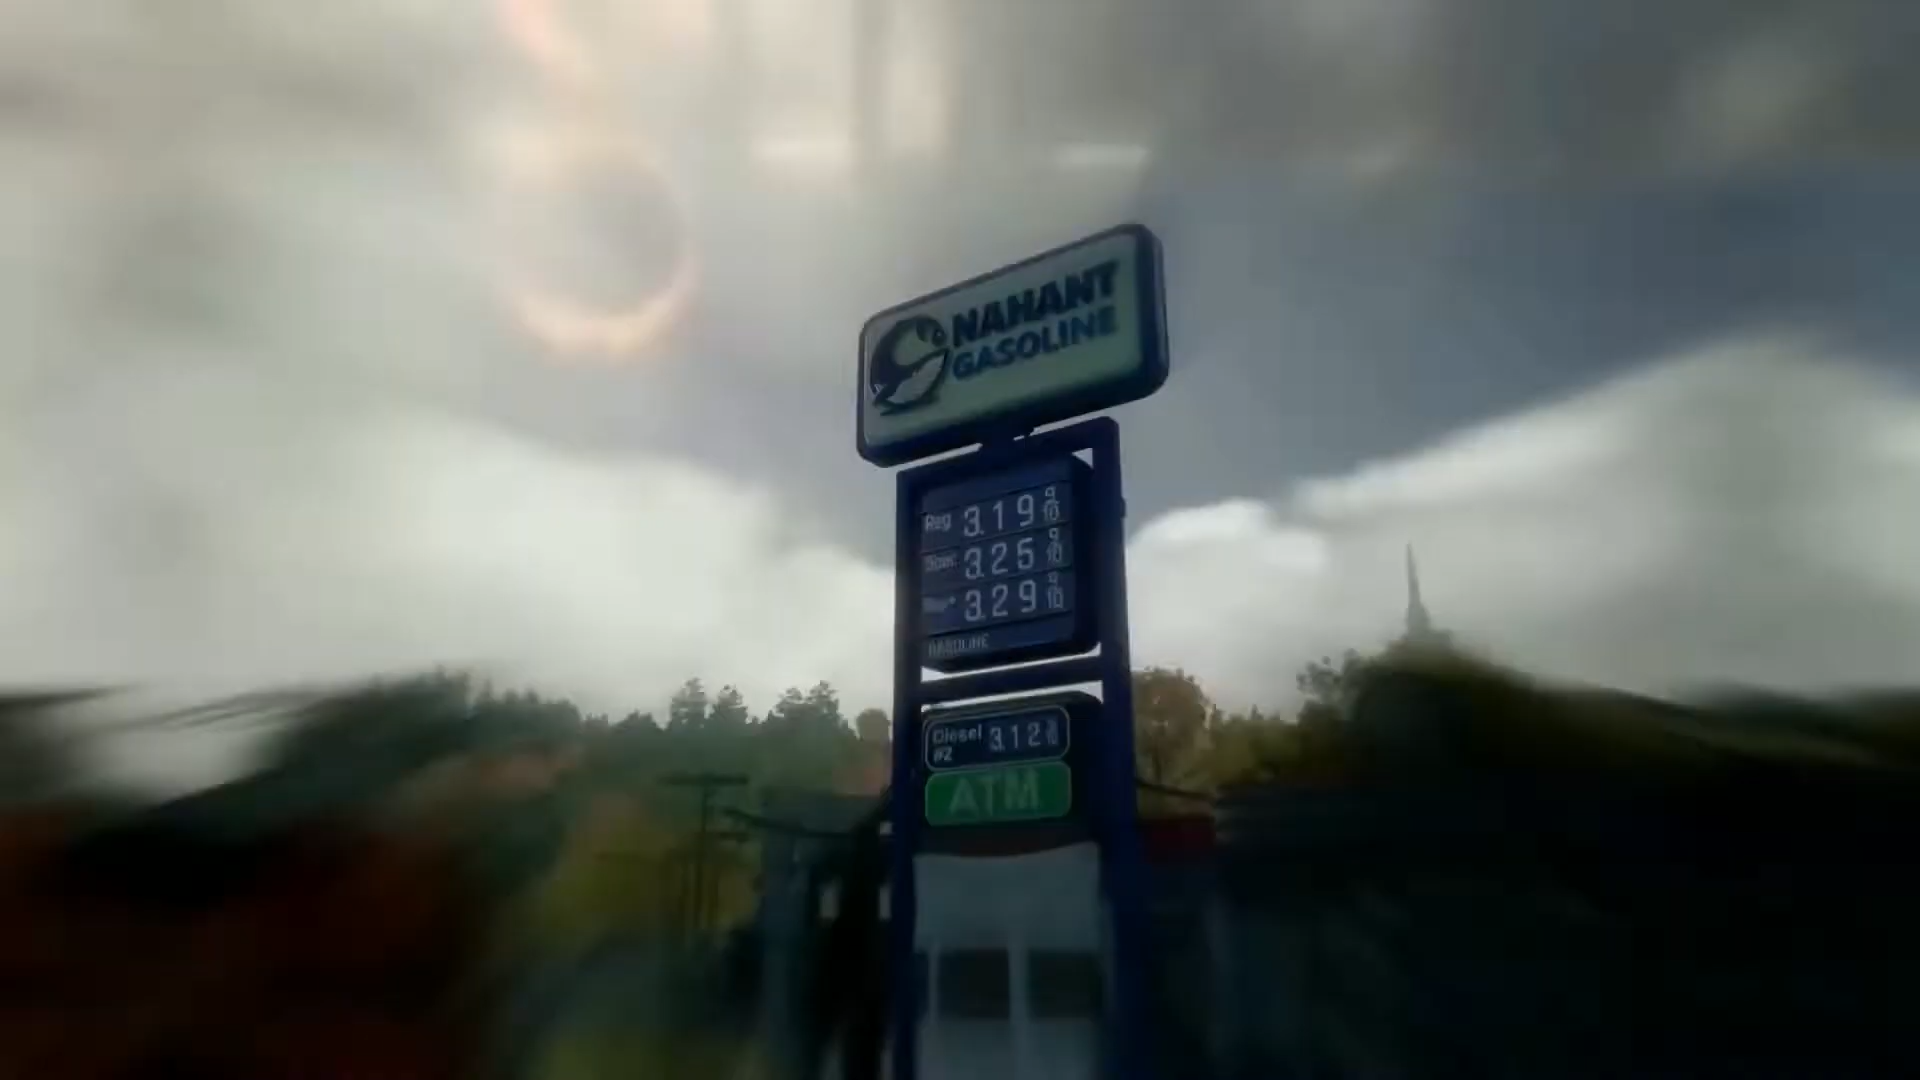 NAHANT
GASOLINE
Reg 3.19 9/10
3.25 9/10
3.29 9/10
GASOLINE
Diesel
#2 3.12
ATM